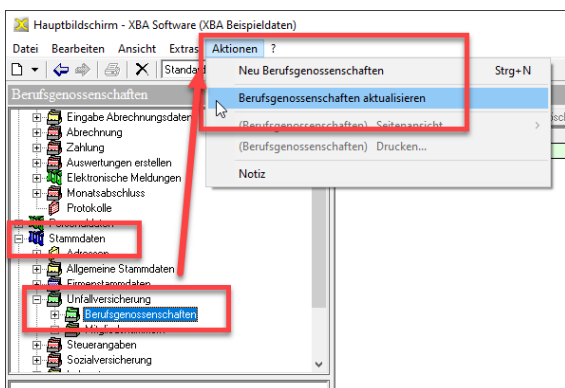 Hauptbildschirm - XBA Software (XBA Beispieldaten)
Datei Bearbeiten Ansicht Extras Aktionen ?
Standard
Neu Berufsgenossenschaften Strg+N
Berufsgenossenschaften
Berufsgenossenschaften aktualisieren
Eingabe Abrechnungsdaten
(Berufsgenossenschaften) Seitenansicht
Abrechnung
(Berufsgenossenschaften) Drucken...
Zahlung
Auswertungen erstellen
Notiz
Elektronische Meldungen
Monatsabschluss
Protokolle
Personaldaten
Stammdaten
Adressen
Allgemeine Stammdaten
Firmenstammdaten
Unfallversicherung
Berufsgenossenschaften
Mitgliedsnummern
Steuerangaben
Sozialversicherung